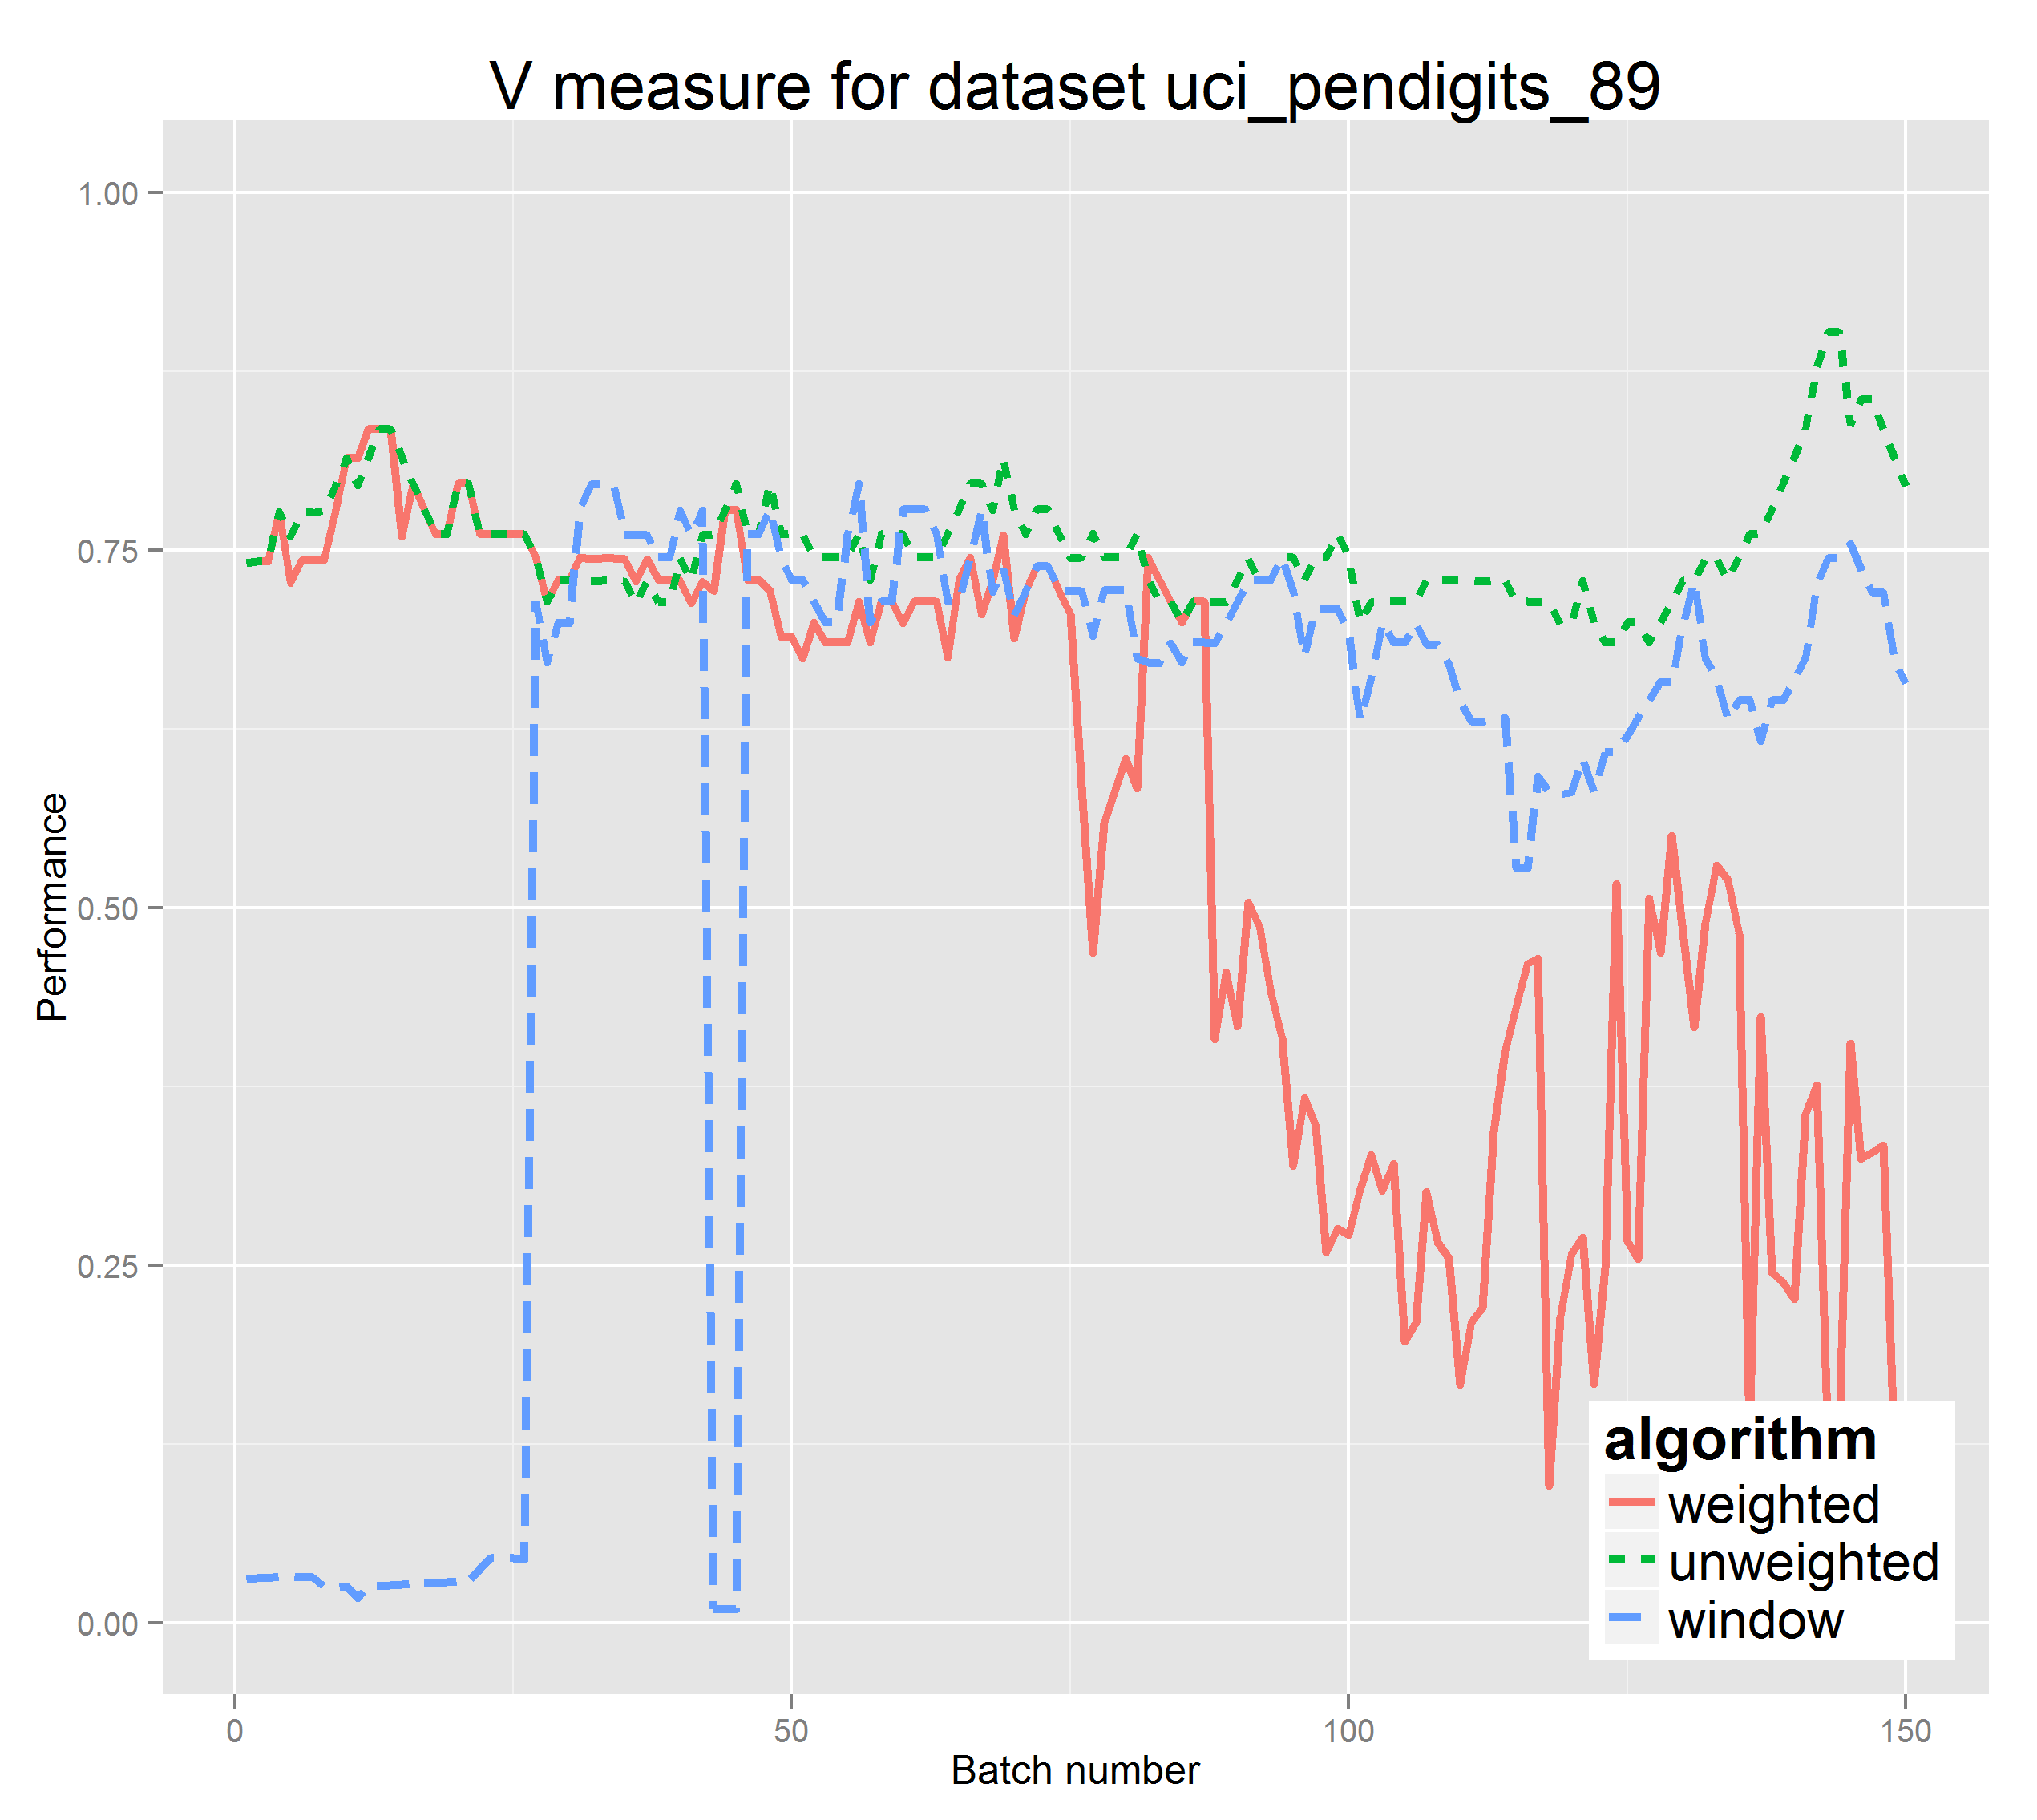 V measure for dataset uci_pendigits_89
1.00
0.75
0.50
0.25
0.00
Performance
0
50
100
150
Batch number
algorithm
weighted
unweighted
window